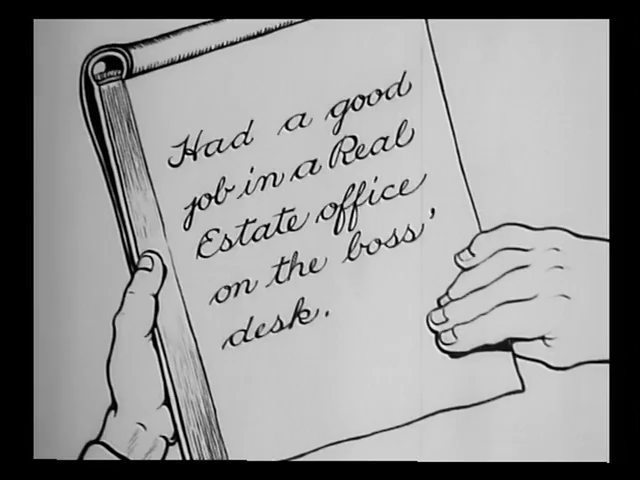 Had a good
job in a Real
Estate office
on the boss'
desk.